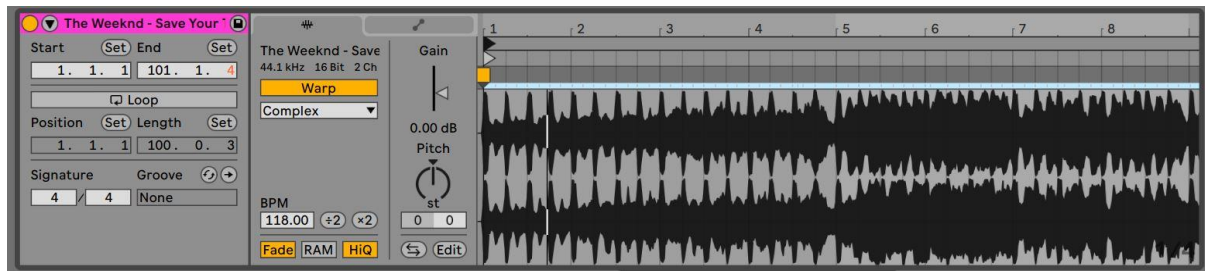 The Weeknd - Save Your
Start Set End Set
1. 1. 1 101. 1. 4
Loop
Position Set Length Set
1. 1. 1 100. 0. 3
Signature Groove
4 / 4 None
The Weeknd - Save
44.1 kHz 16 Bit 2 Ch
Warp
Complex
BPM
118.00 ÷2 ×2
Fade RAM HiQ
Gain
0.00 dB
Pitch
st
0 0
Edit
1 2 3 4 5 6 7 8